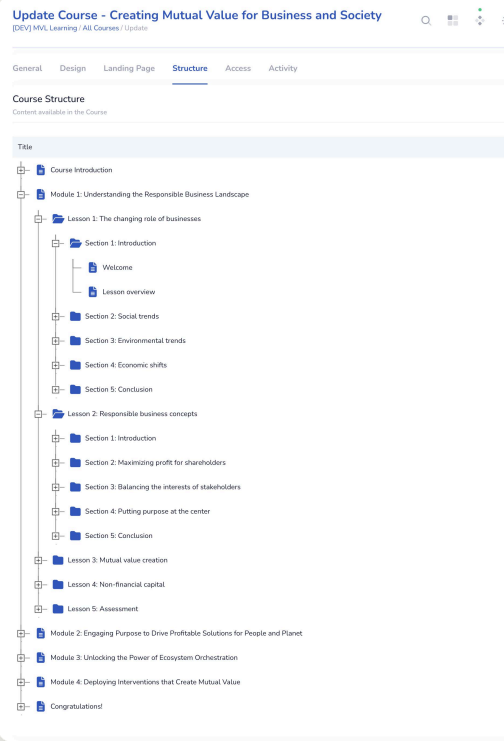 Update Course - Creating Mutual Value for Business and Society
[DEV] MVL Learning / All Courses / Update
General Design Landing Page Structure Access Activity
Course Structure
Content available in the Course
Title
Course Introduction
Module 1: Understanding the Responsible Business Landscape
Lesson 1: The changing role of businesses
Section 1: Introduction
Welcome
Lesson overview
Section 2: Social trends
Section 3: Environmental trends
Section 4: Economic shifts
Section 5: Conclusion
Lesson 2: Responsible business concepts
Section 1: Introduction
Section 2: Maximizing profit for shareholders
Section 3: Balancing the interests of stakeholders
Section 4: Putting purpose at the center
Section 5: Conclusion
Lesson 3: Mutual value creation
Lesson 4: Non-financial capital
Lesson 5: Assessment
Module 2: Engaging Purpose to Drive Profitable Solutions for People and Planet
Module 3: Unlocking the Power of Ecosystem Orchestration
Module 4: Deploying Interventions that Create Mutual Value
Congratulations!